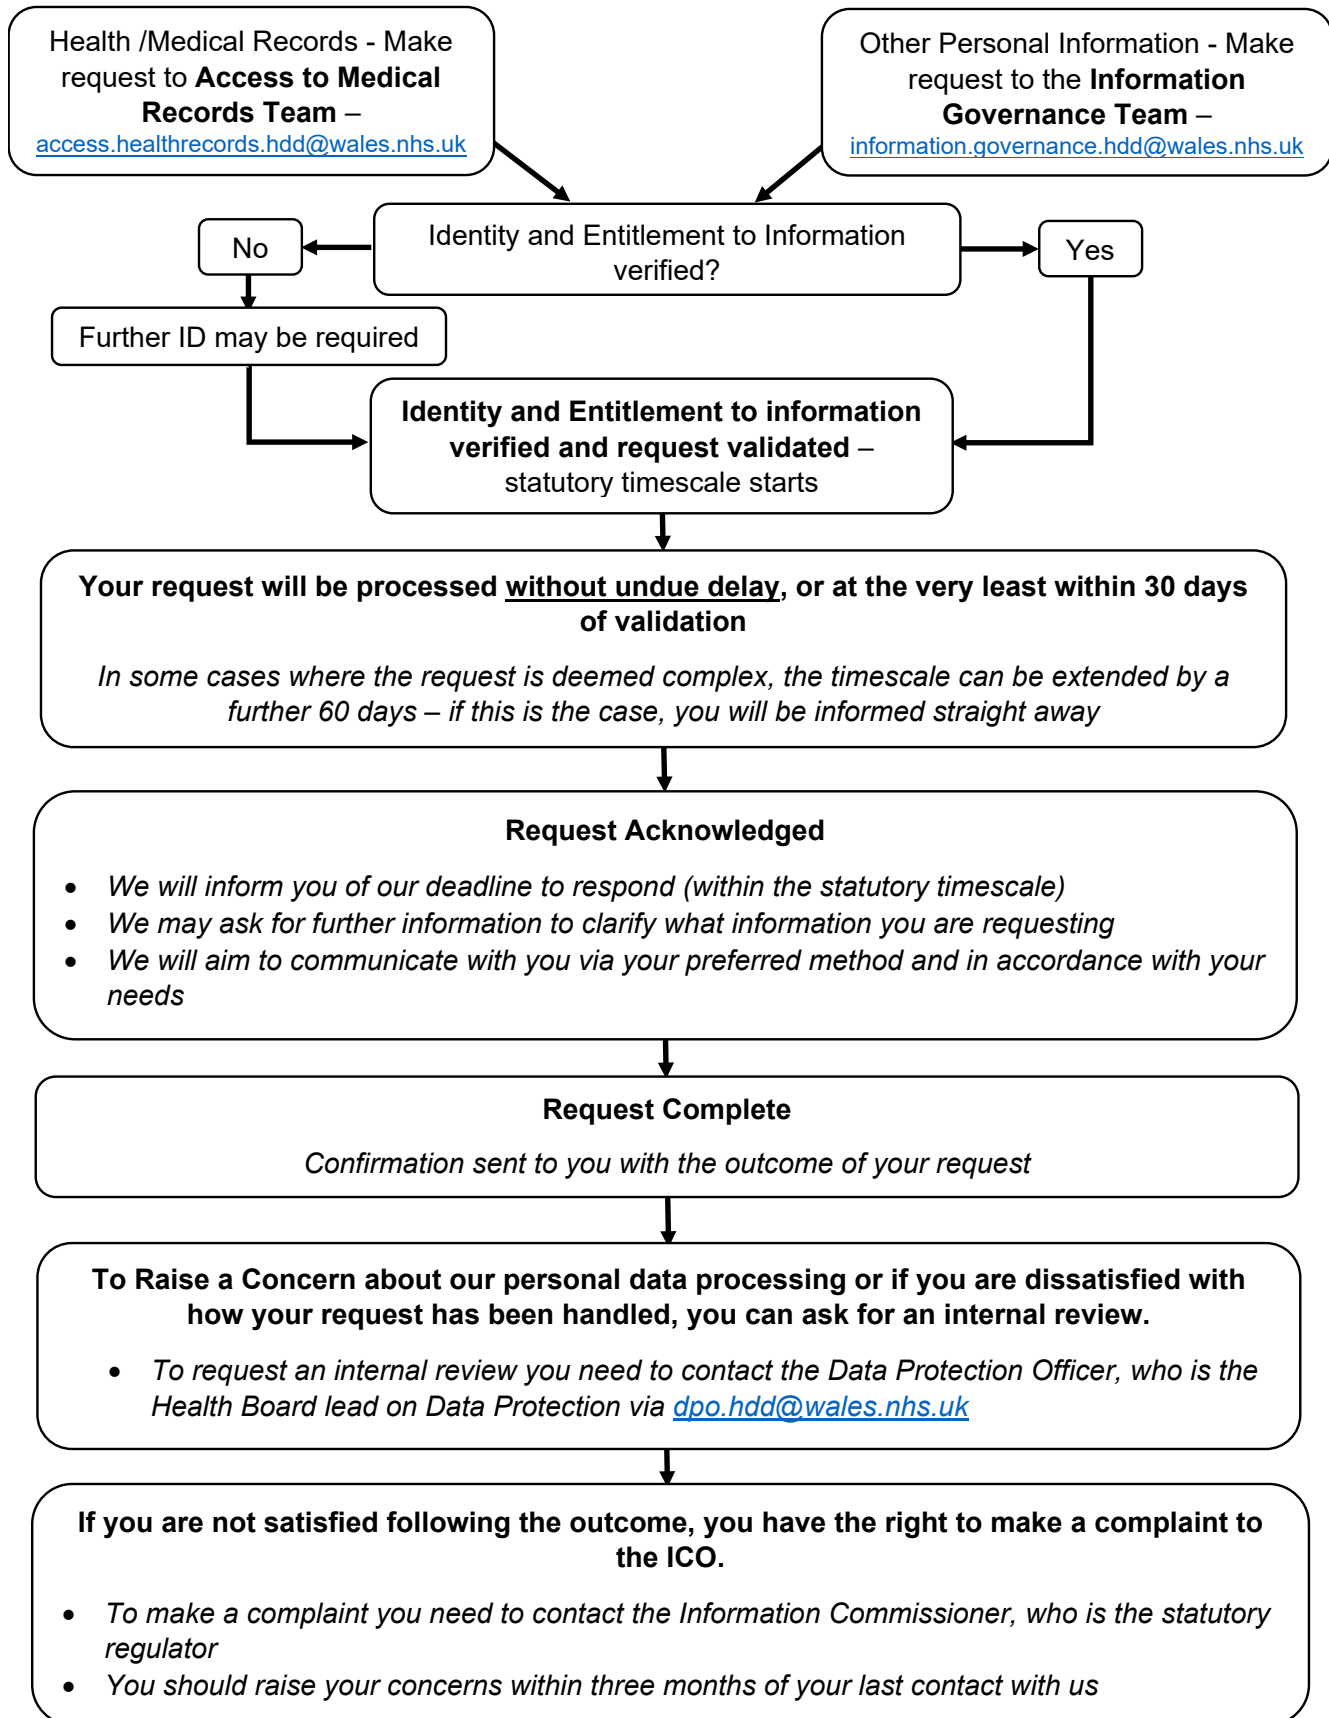 Health /Medical Records - Make
request to Access to Medical
Records Team –
access.healthrecords.hdd@wales.nhs.uk
Other Personal Information - Make
request to the Information
Governance Team –
information.governance.hdd@wales.nhs.uk
Identity and Entitlement to Information
verified?
No
Yes
Further ID may be required
Identity and Entitlement to information
verified and request validated –
statutory timescale starts
Your request will be processed without undue delay, or at the very least within 30 days
of validation
In some cases where the request is deemed complex, the timescale can be extended by a
further 60 days – if this is the case, you will be informed straight away
Request Acknowledged
• We will inform you of our deadline to respond (within the statutory timescale)
• We may ask for further information to clarify what information you are requesting
• We will aim to communicate with you via your preferred method and in accordance with your
needs
Request Complete
Confirmation sent to you with the outcome of your request
To Raise a Concern about our personal data processing or if you are dissatisfied with
how your request has been handled, you can ask for an internal review.
• To request an internal review you need to contact the Data Protection Officer, who is the
Health Board lead on Data Protection via dpo.hdd@wales.nhs.uk
If you are not satisfied following the outcome, you have the right to make a complaint to
the ICO.
• To make a complaint you need to contact the Information Commissioner, who is the statutory
regulator
• You should raise your concerns within three months of your last contact with us